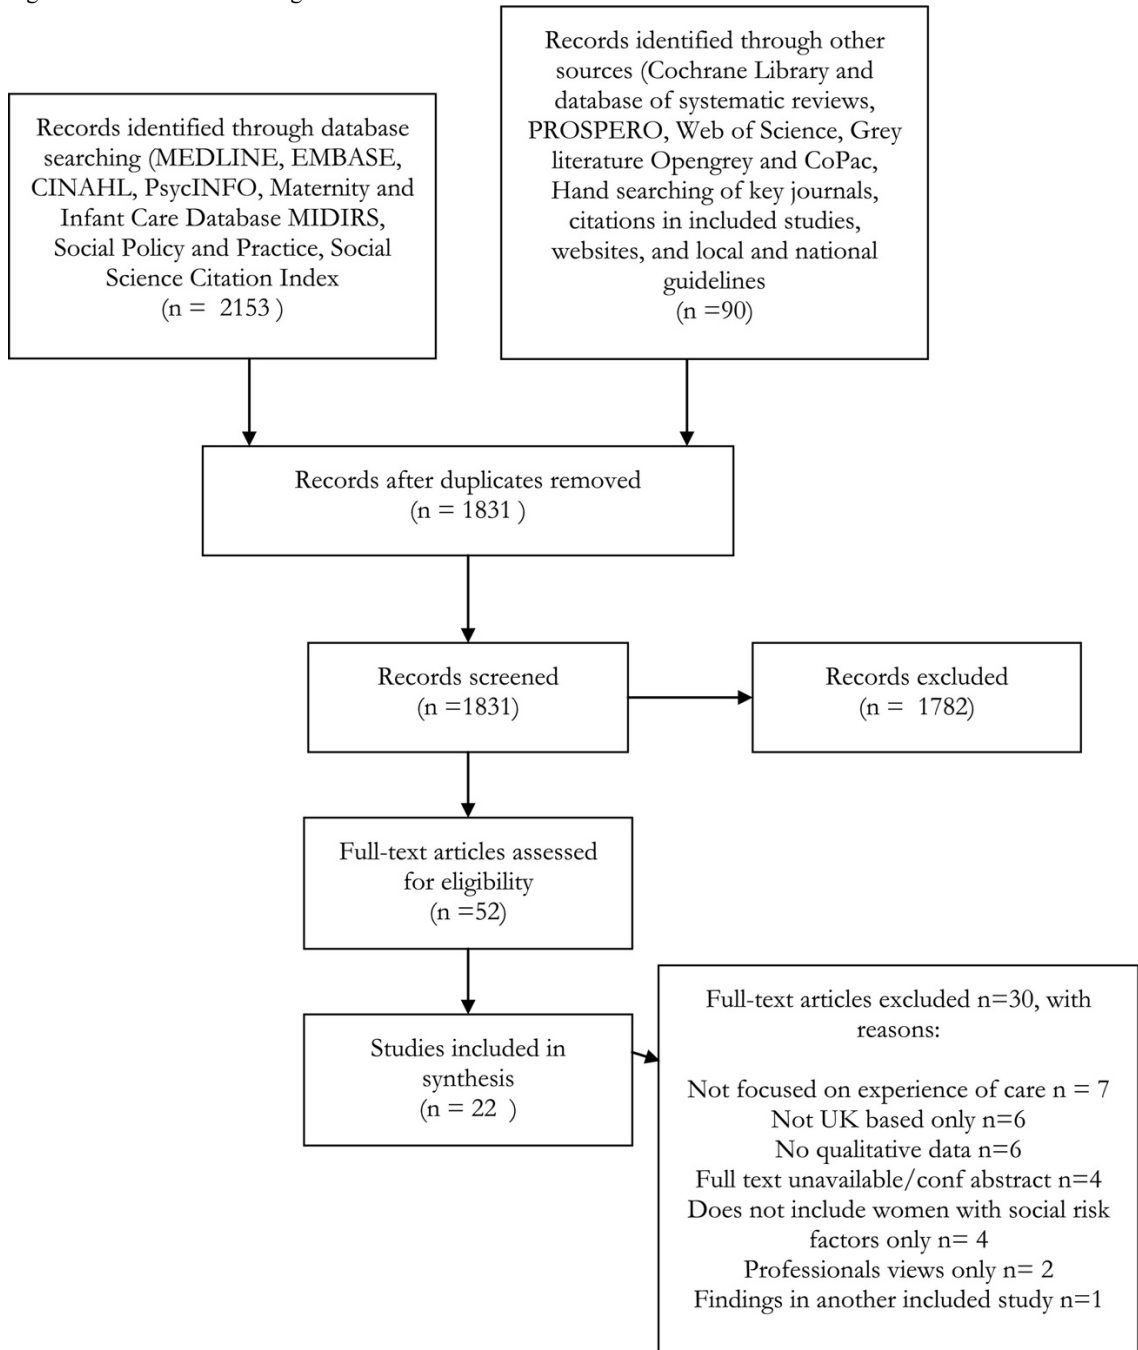 Records identified through database
searching (MEDLINE, EMBASE,
CINAHL, PsycINFO, Maternity and
Infant Care Database MIDIRS,
Social Policy and Practice, Social
Science Citation Index
(n = 2153 )
Records identified through other
sources (Cochrane Library and
database of systematic reviews,
PROSPERO, Web of Science, Grey
literature Opengrey and CoPac,
Hand searching of key journals,
citations in included studies,
websites, and local and national
guidelines
(n =90)
Records after duplicates removed
(n = 1831 )
Records screened
(n =1831)
Records excluded
(n = 1782)
Full-text articles assessed
for eligibility
(n =52)
Studies included in
synthesis
(n = 22 )
Full-text articles excluded n=30, with
reasons:
Not focused on experience of care n = 7
Not UK based only n=6
No qualitative data n=6
Full text unavailable/conf abstract n=4
Does not include women with social risk
factors only n= 4
Professionals views only n= 2
Findings in another included study n=1